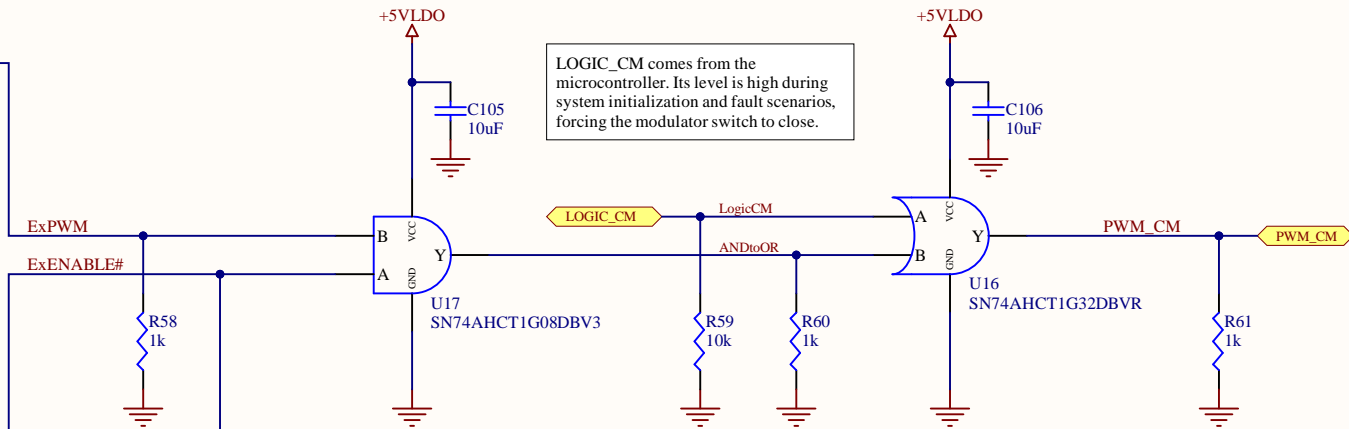 +5VLDO
+5VLDO
LOGIC_CM comes from the
microcontroller. Its level is high during
system initialization and fault scenarios,
forcing the modulator switch to close.
C105
10uF
C106
10uF
ExPWM
B
VCC
Y
A
GND
ExENABLE#
U17
SN74AHCT1G08DBV3
LOGIC_CM
LogicCM
ANDtoOR
A
VCC
Y
B
GND
U16
SN74AHCT1G32DBVR
PWM_CM
PWM_CM
R58
1k
R59
10k
R60
1k
R61
1k